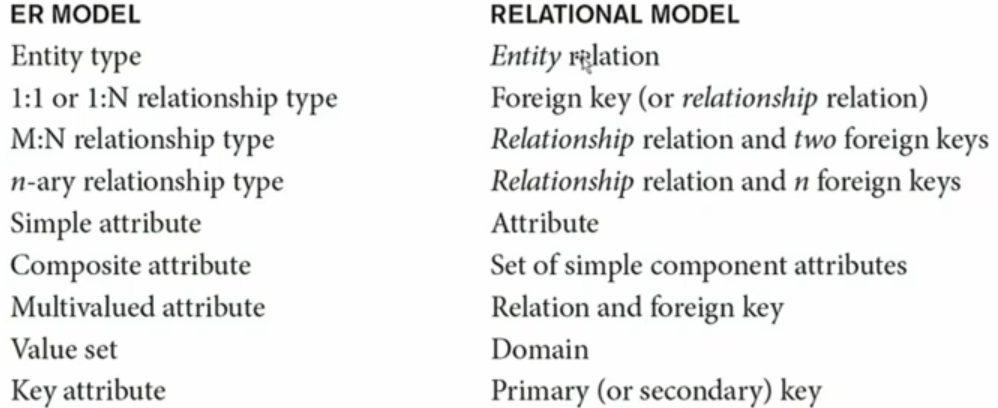 ER MODEL RELATIONAL MODEL
Entity type Entity relation
1:1 or 1:N relationship type Foreign key (or relationship relation)
M:N relationship type Relationship relation and two foreign keys
n-ary relationship type Relationship relation and n foreign keys
Simple attribute Attribute
Composite attribute Set of simple component attributes
Multivalued attribute Relation and foreign key
Value set Domain
Key attribute Primary (or secondary) key